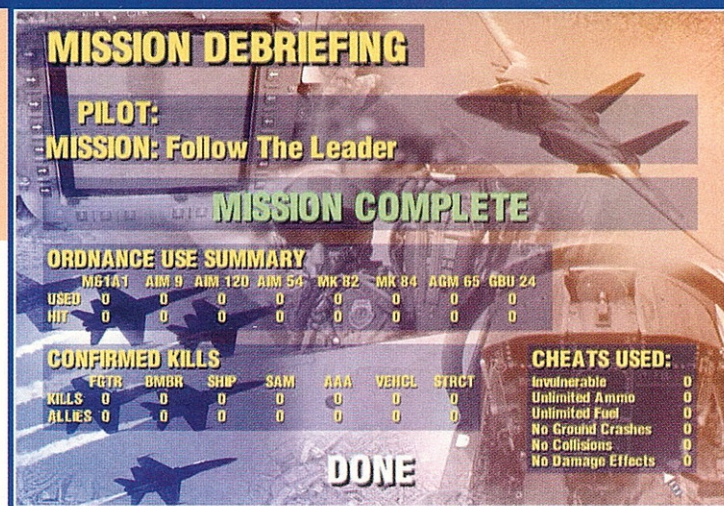 MISSION DEBRIEFING
PILOT:
MISSION: Follow The Leader
MISSION COMPLETE
ORDNANCE USE SUMMARY
M61A1 AIM 9 AIM 120 AIM 54 MK 82 MK 84 AGM 65 GBU 24
USED 0 0 0 0 0 0 0 0
HIT 0 0 0 0 0 0 0 0
CONFIRMED KILLS
FGTR BMBR SHIP SAM AAA VEHCL STRCT
KILLS 0 0 0 0 0 0 0
ALLIES 0 0 0 0 0 0 0
CHEATS USED:
Invulnerable 0
Unlimited Ammo 0
Unlimited Fuel 0
No Ground Crashes 0
No Collisions 0
No Damage Effects 0
DONE